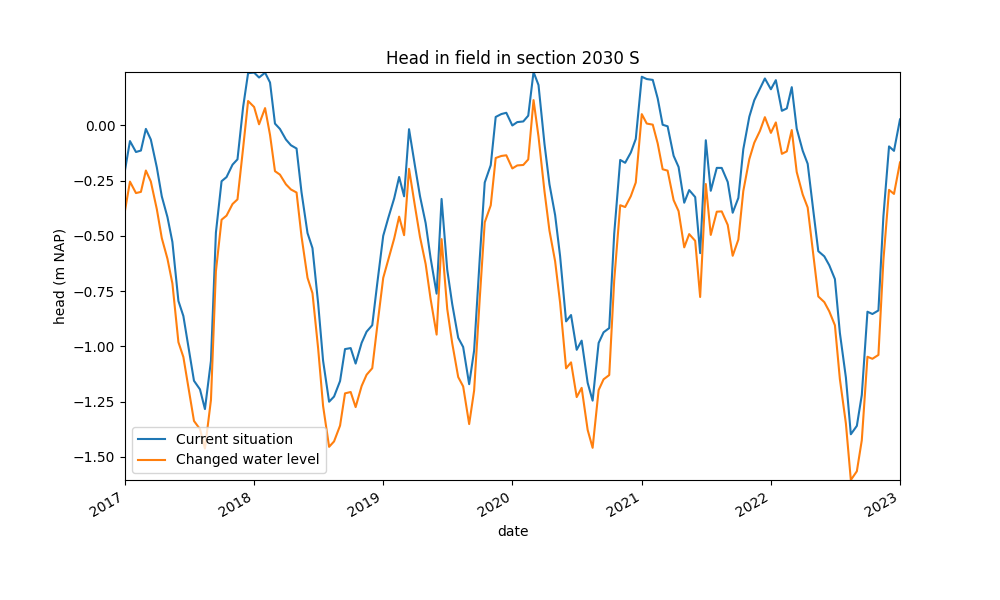 Head in field in section 2030 S
head (m NAP)
0.00
−0.25
−0.50
−0.75
−1.00
−1.25
−1.50
Current situation
Changed water level
2017
2018
2019
2020
2021
2022
2023
date